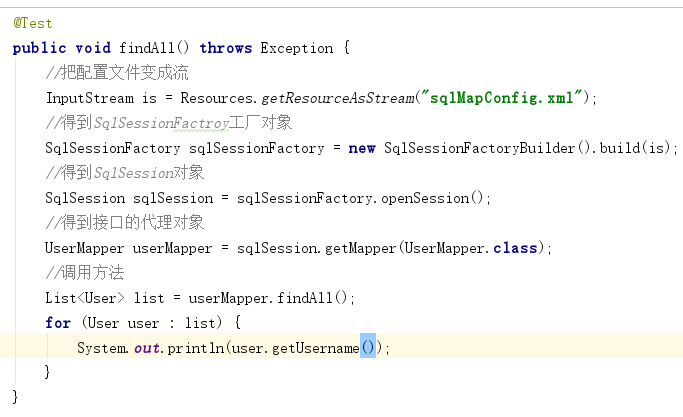 @Test
public void findAll() throws Exception {
//把配置文件变成流
InputStream is = Resources.getResourceAsStream("sqlMapConfig.xml");
//得到SqlSessionFactroy工厂对象
SqlSessionFactory sqlSessionFactory = new SqlSessionFactoryBuilder().build(is);
//得到SqlSession对象
SqlSession sqlSession = sqlSessionFactory.openSession();
//得到接口的代理对象
UserMapper userMapper = sqlSession.getMapper(UserMapper.class);
//调用方法
List<User> list = userMapper.findAll();
for (User user : list) {
System.out.println(user.getUsername());
}
}